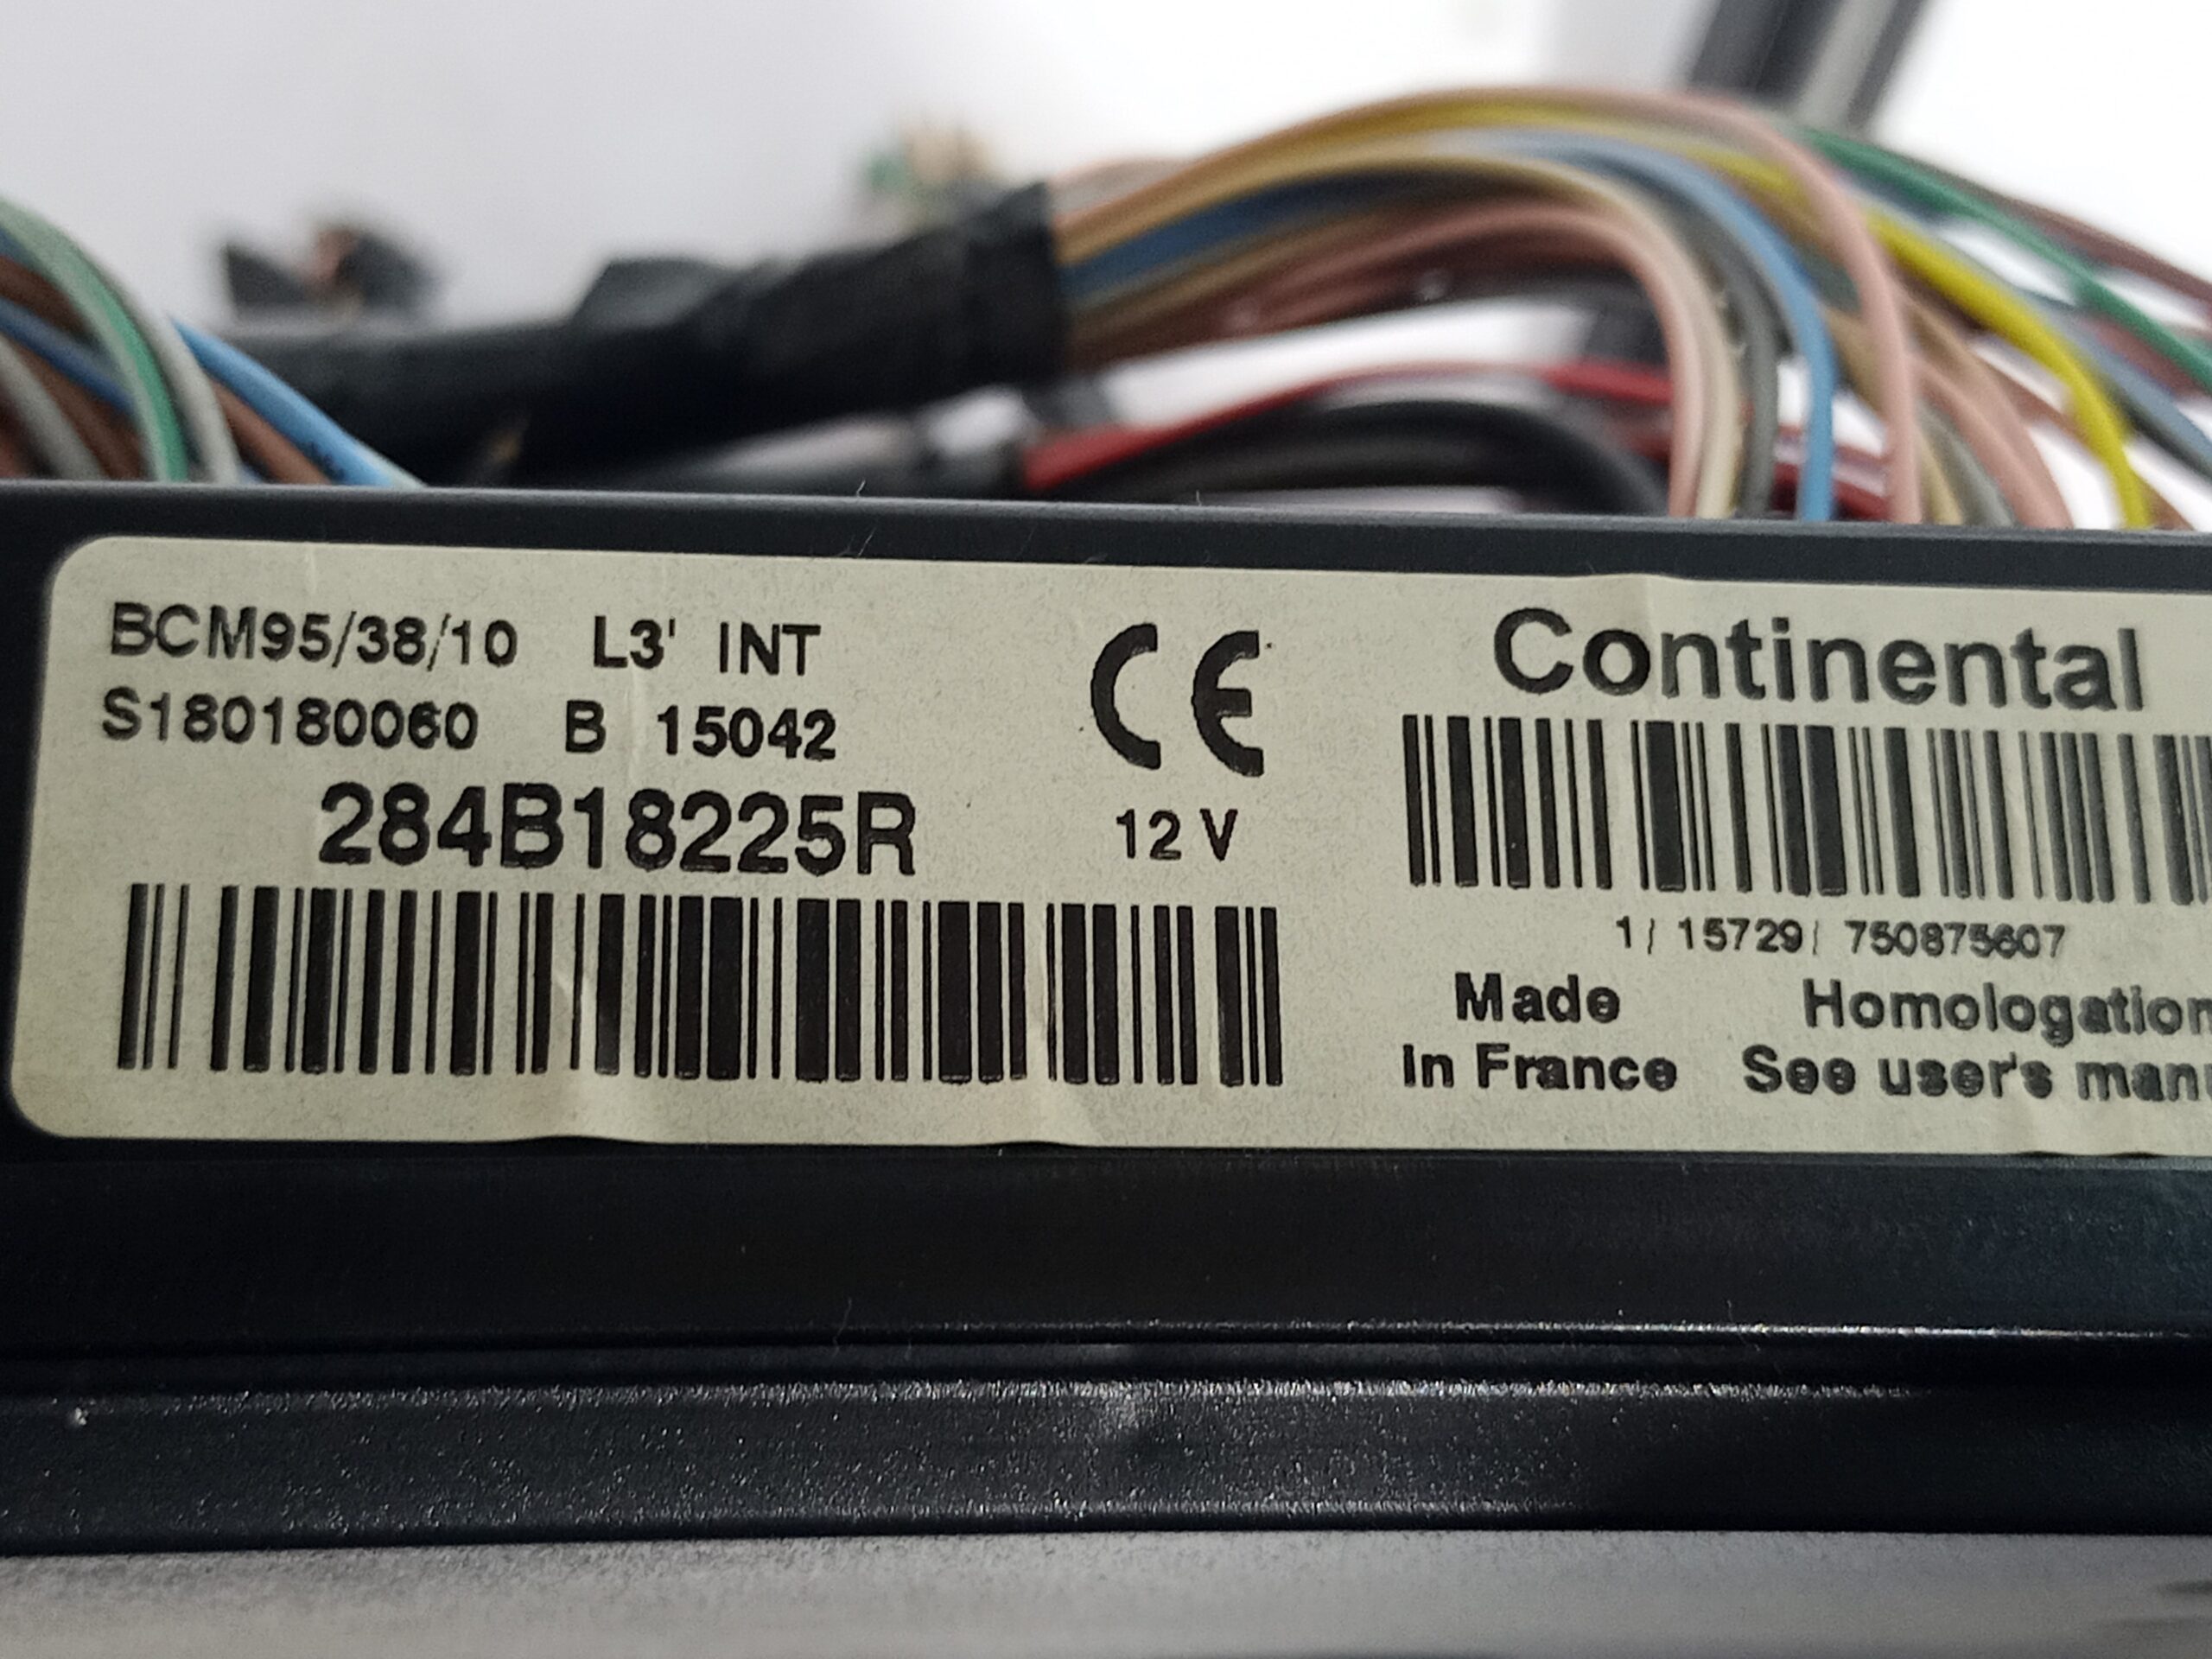 BCM95/38/10 L3' INT
S180180060 B 15042
284B18225R
CE
12 V
Continental
1/ 15729/ 750875607
Made
in France
Homologation
See user's